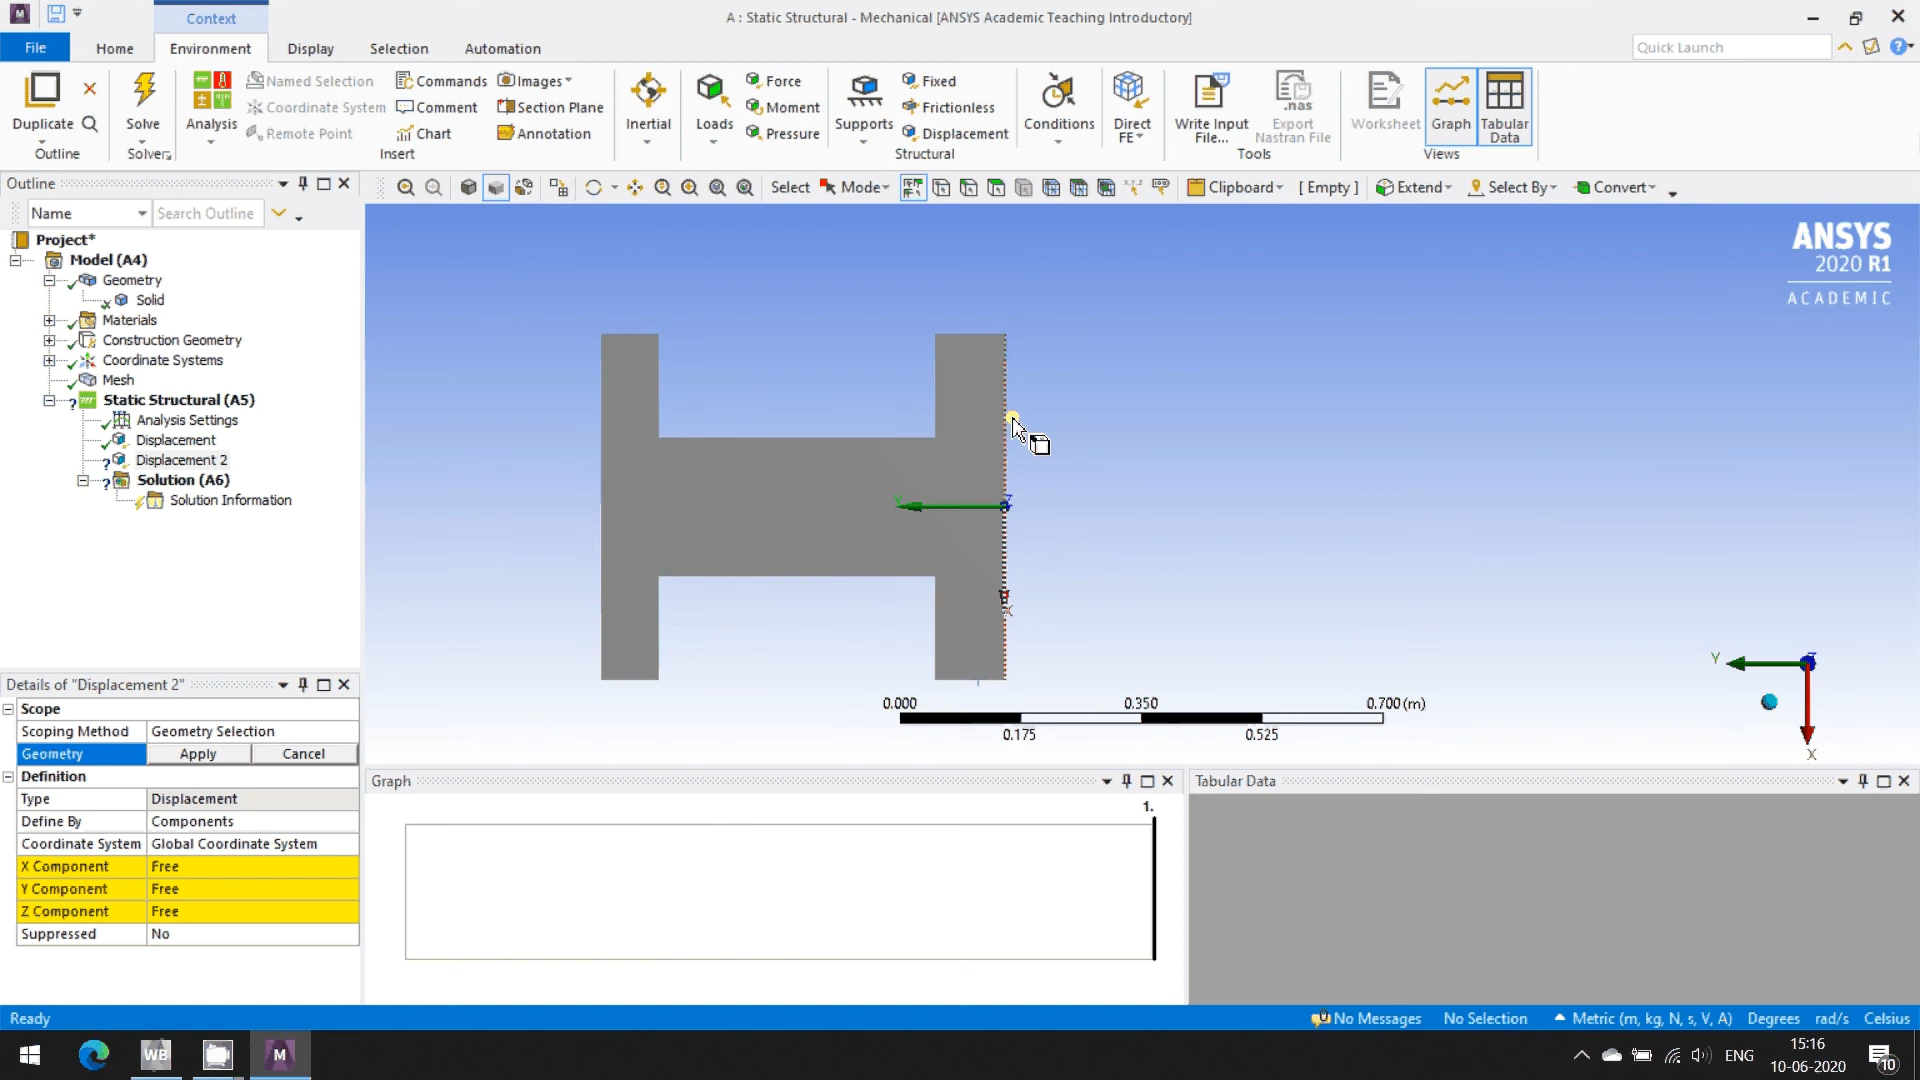 Context
A : Static Structural - Mechanical [ANSYS Academic Teaching Introductory]
File
Home
Environment
Display
Selection
Automation
Quick Launch
Duplicate
Outline
Solve
Solver
Analysis
Named Selection
Coordinate System
Remote Point
Commands
Comment
Chart
Images
Section Plane
Annotation
Insert
Inertial
Loads
Force
Moment
Pressure
Supports
Fixed
Frictionless
Displacement
Structural
Conditions
Direct FE
Write Input File...
.nas
Export Nastran File
Tools
Worksheet
Graph
Tabular Data
Views
Outline
Name
Search Outline
Select
Mode
Clipboard
[ Empty ]
Extend
Select By
Convert
Project*
Model (A4)
Geometry
Solid
Materials
Construction Geometry
Coordinate Systems
Mesh
Static Structural (A5)
Analysis Settings
Displacement
Displacement 2
Solution (A6)
Solution Information
ANSYS
2020 R1
ACADEMIC
Y
Z
X
0.000
0.350
0.700 (m)
0.175
0.525
Y
Z
X
Details of "Displacement 2"
Scope
Scoping Method
Geometry Selection
Geometry
Apply
Cancel
Definition
Type
Displacement
Define By
Components
Coordinate System
Global Coordinate System
X Component
Free
Y Component
Free
Z Component
Free
Suppressed
No
Graph
1.
Tabular Data
Ready
No Messages
No Selection
Metric (m, kg, N, s, V, A)
Degrees
rad/s
Celsius
WB
M
ENG
15:16
10-06-2020
10